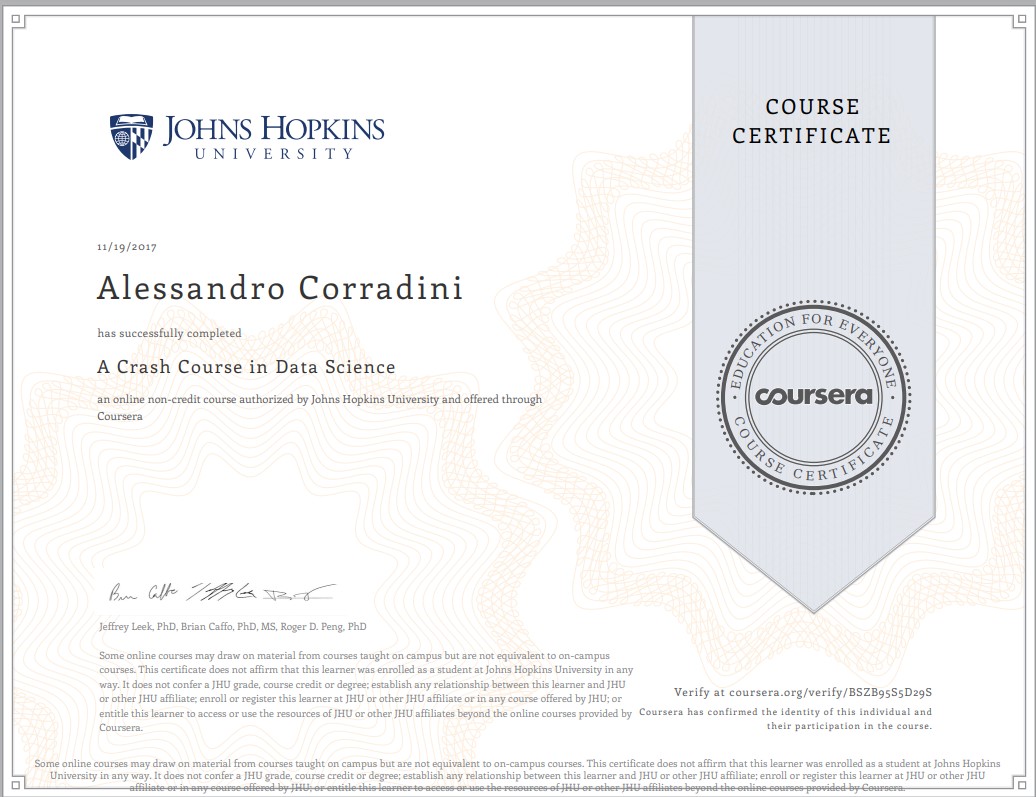 JOHNS HOPKINS
UNIVERSITY
COURSE
CERTIFICATE
11/19/2017
Alessandro Corradini
has successfully completed
A Crash Course in Data Science
an online non-credit course authorized by Johns Hopkins University and offered through
Coursera
EDUCATION FOR EVERYONE
coursera
COURSE CERTIFICATE
Jeffrey Leek, PhD, Brian Caffo, PhD, MS, Roger D. Peng, PhD
Some online courses may draw on material from courses taught on campus but are not equivalent to on-campus
courses. This certificate does not affirm that this learner was enrolled as a student at Johns Hopkins University in any
way. It does not confer a JHU grade, course credit or degree; establish any relationship between this learner and JHU
or other JHU affiliate; enroll or register this learner at JHU or other JHU affiliate or in any course offered by JHU; or
entitle this learner to access or use the resources of JHU or other JHU affiliates beyond the online courses provided by
Coursera.
Verify at coursera.org/verify/BSZB95S5D29S
Coursera has confirmed the identity of this individual and
their participation in the course.
Some online courses may draw on material from courses taught on campus but are not equivalent to on-campus courses. This certificate does not affirm that this learner was enrolled as a student at Johns Hopkins
University in any way. It does not confer a JHU grade, course credit or degree; establish any relationship between this learner and JHU or other JHU affiliate; enroll or register this learner at JHU or other JHU
affiliate or in any course offered by JHU; or entitle this learner to access or use the resources of JHU or other JHU affiliates beyond the online courses provided by Coursera.